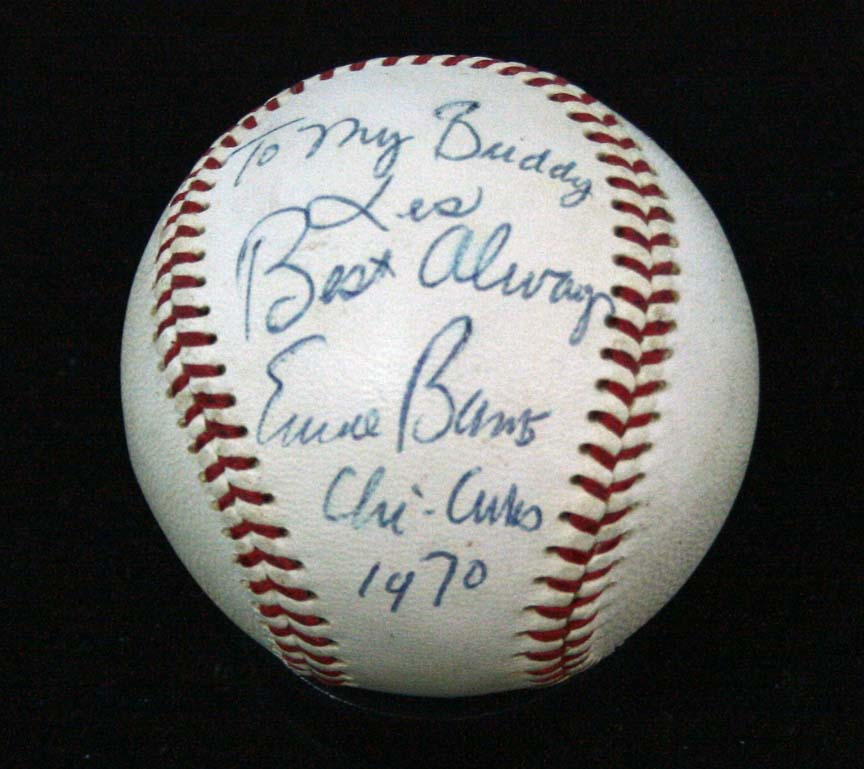 To My Buddy
Les
Best Always
Ernie Banks
Chi-Cubs
1970